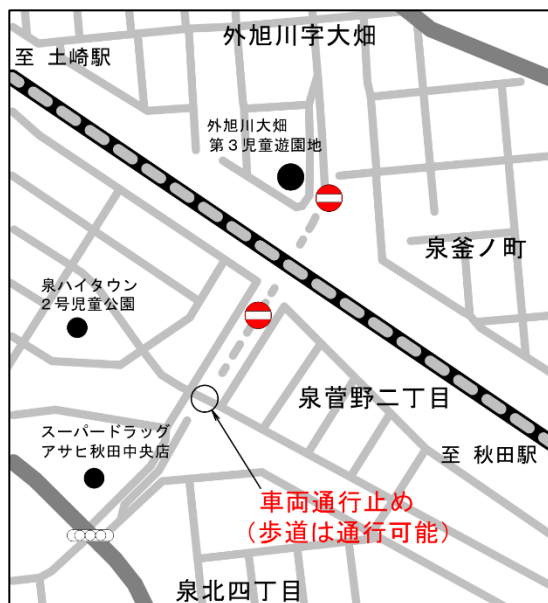 外旭川字大畑
至 土崎駅
外旭川大畑
第３児童遊園地
泉釜ノ町
泉ハイタウン
２号児童公園
泉菅野二丁目
スーパードラッグ
アサヒ秋田中央店
至 秋田駅
車両通行止め
（歩道は通行可能）
泉北四丁目